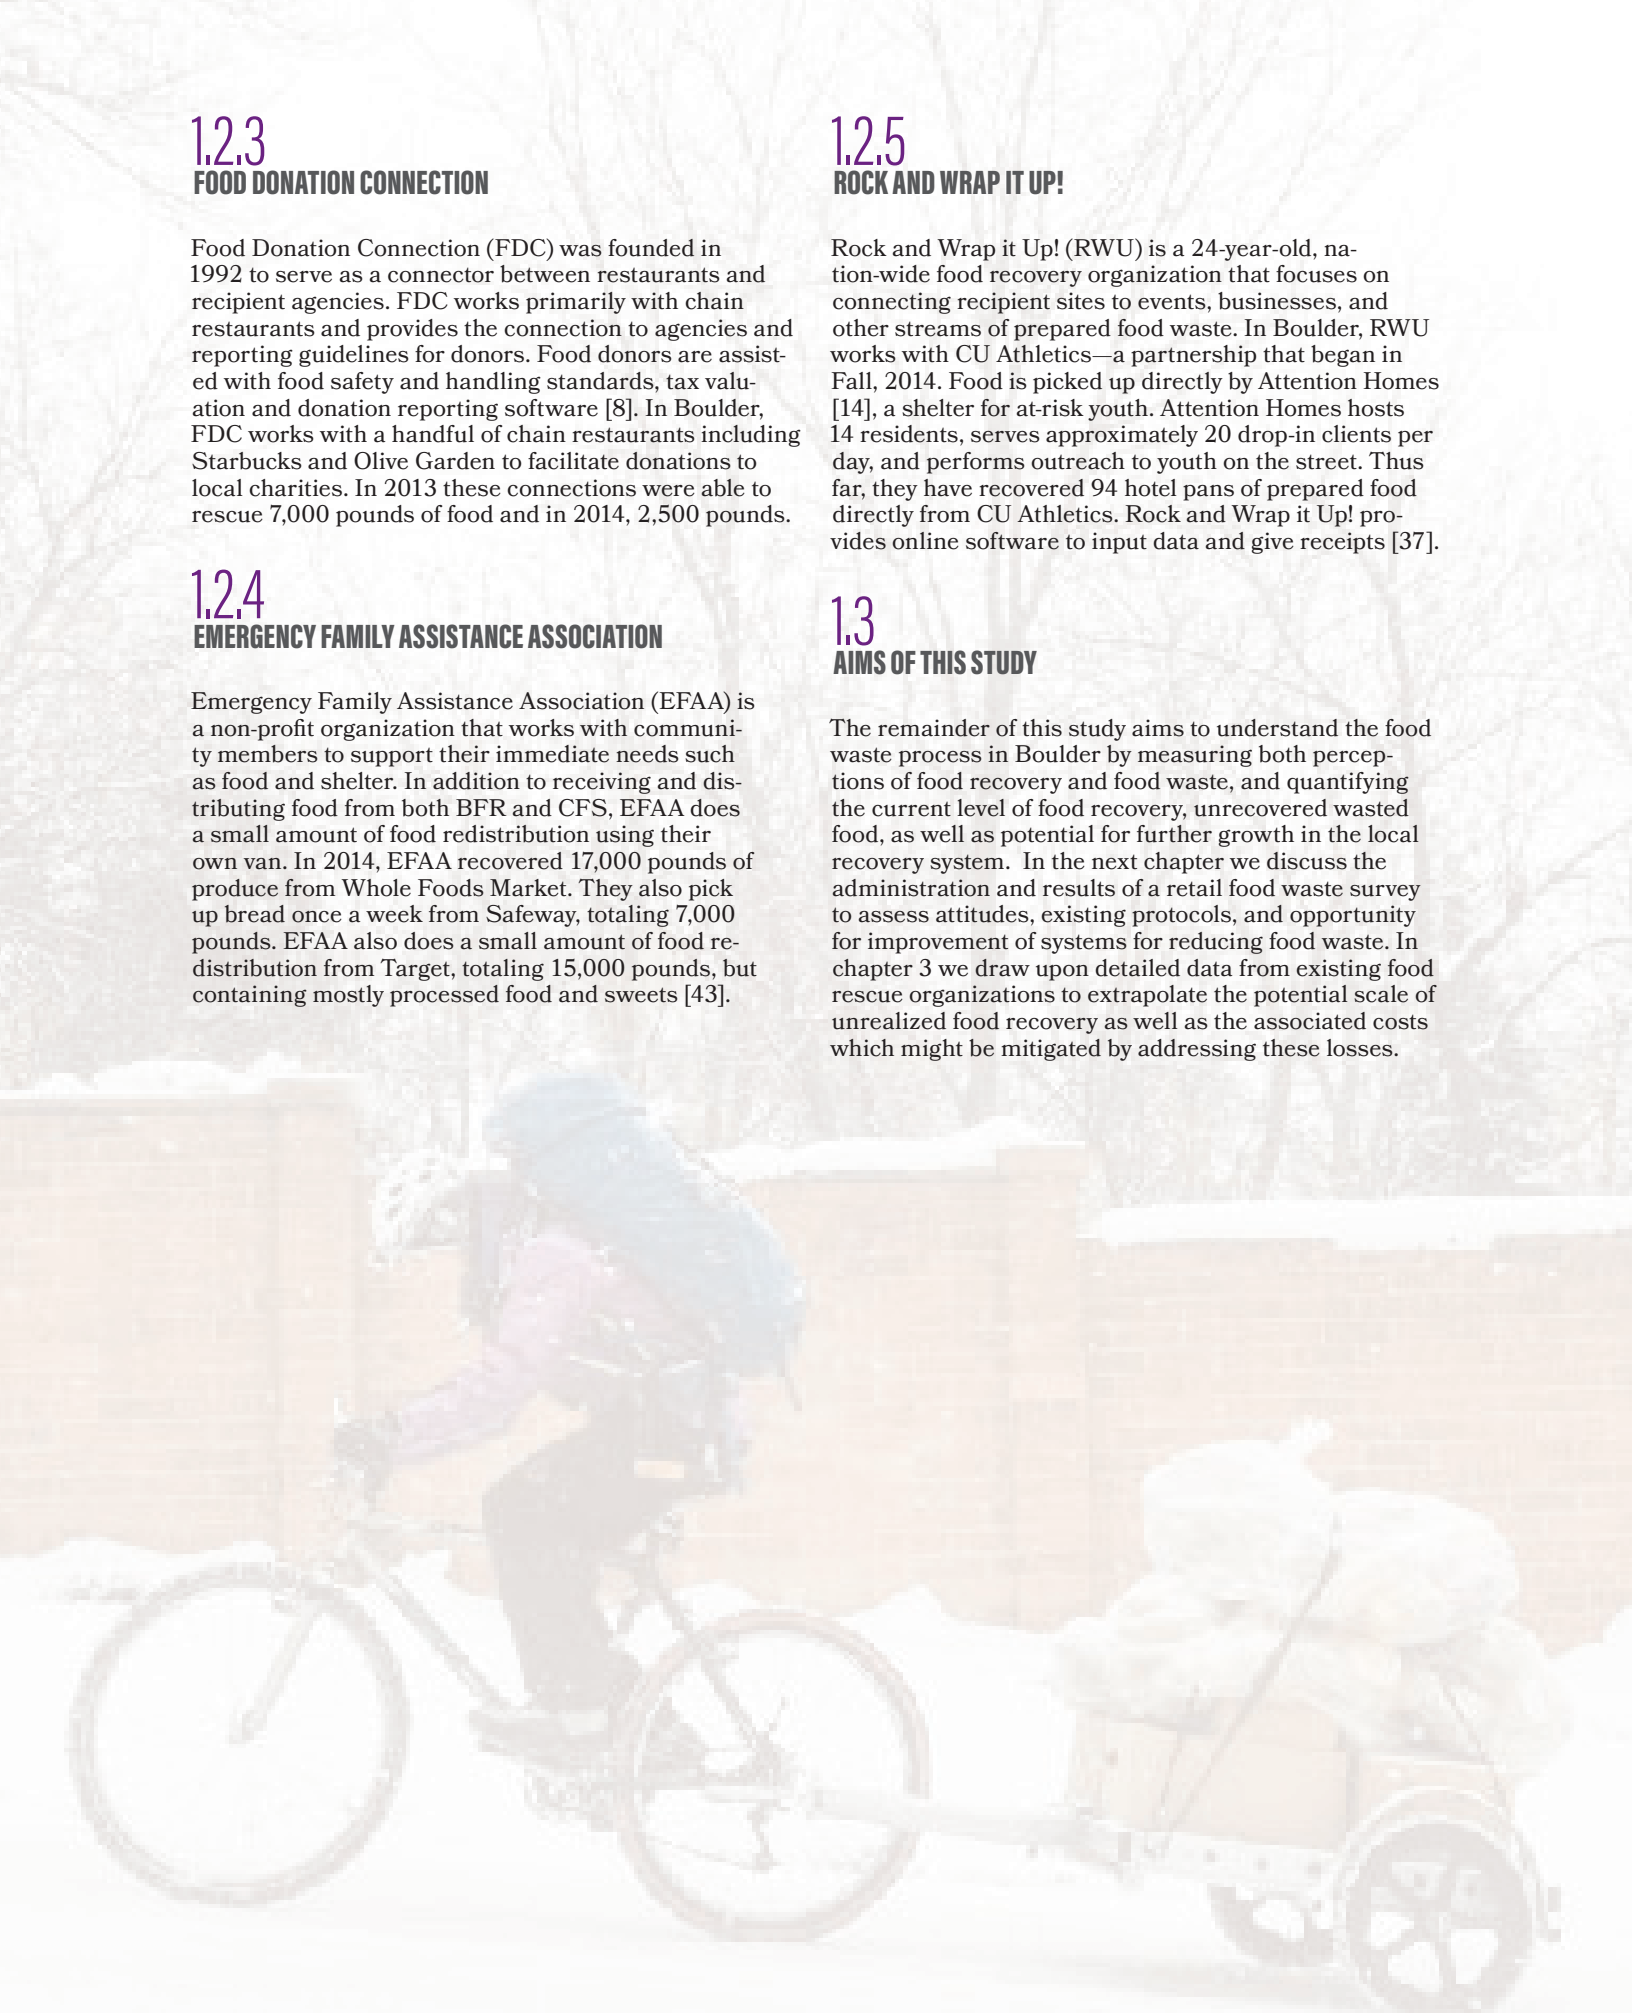 1.2.3
FOOD DONATION CONNECTION
Food Donation Connection (FDC) was founded in
1992 to serve as a connector between restaurants and
recipient agencies. FDC works primarily with chain
restaurants and provides the connection to agencies and
reporting guidelines for donors. Food donors are assist-
ed with food safety and handling standards, tax valu-
ation and donation reporting software [8]. In Boulder,
FDC works with a handful of chain restaurants including
Starbucks and Olive Garden to facilitate donations to
local charities. In 2013 these connections were able to
rescue 7,000 pounds of food and in 2014, 2,500 pounds.
1.2.4
EMERGENCY FAMILY ASSISTANCE ASSOCIATION
Emergency Family Assistance Association (EFAA) is
a non-profit organization that works with communi-
ty members to support their immediate needs such
as food and shelter. In addition to receiving and dis-
tributing food from both BFR and CFS, EFAA does
a small amount of food redistribution using their
own van. In 2014, EFAA recovered 17,000 pounds of
produce from Whole Foods Market. They also pick
up bread once a week from Safeway, totaling 7,000
pounds. EFAA also does a small amount of food re-
distribution from Target, totaling 15,000 pounds, but
containing mostly processed food and sweets [43].
1.2.5
ROCK AND WRAP IT UP!
Rock and Wrap it Up! (RWU) is a 24-year-old, na-
tion-wide food recovery organization that focuses on
connecting recipient sites to events, businesses, and
other streams of prepared food waste. In Boulder, RWU
works with CU Athletics—a partnership that began in
Fall, 2014. Food is picked up directly by Attention Homes
[14], a shelter for at-risk youth. Attention Homes hosts
14 residents, serves approximately 20 drop-in clients per
day, and performs outreach to youth on the street. Thus
far, they have recovered 94 hotel pans of prepared food
directly from CU Athletics. Rock and Wrap it Up! pro-
vides online software to input data and give receipts [37].
1.3
AIMS OF THIS STUDY
The remainder of this study aims to understand the food
waste process in Boulder by measuring both percep-
tions of food recovery and food waste, and quantifying
the current level of food recovery, unrecovered wasted
food, as well as potential for further growth in the local
recovery system.  In the next chapter we discuss the
administration and results of a retail food waste survey
to assess attitudes, existing protocols, and opportunity
for improvement of systems for reducing food waste. In
chapter 3 we draw upon detailed data from existing food
rescue organizations to extrapolate the potential scale of
unrealized food recovery as well as the associated costs
which might be mitigated by addressing these losses.